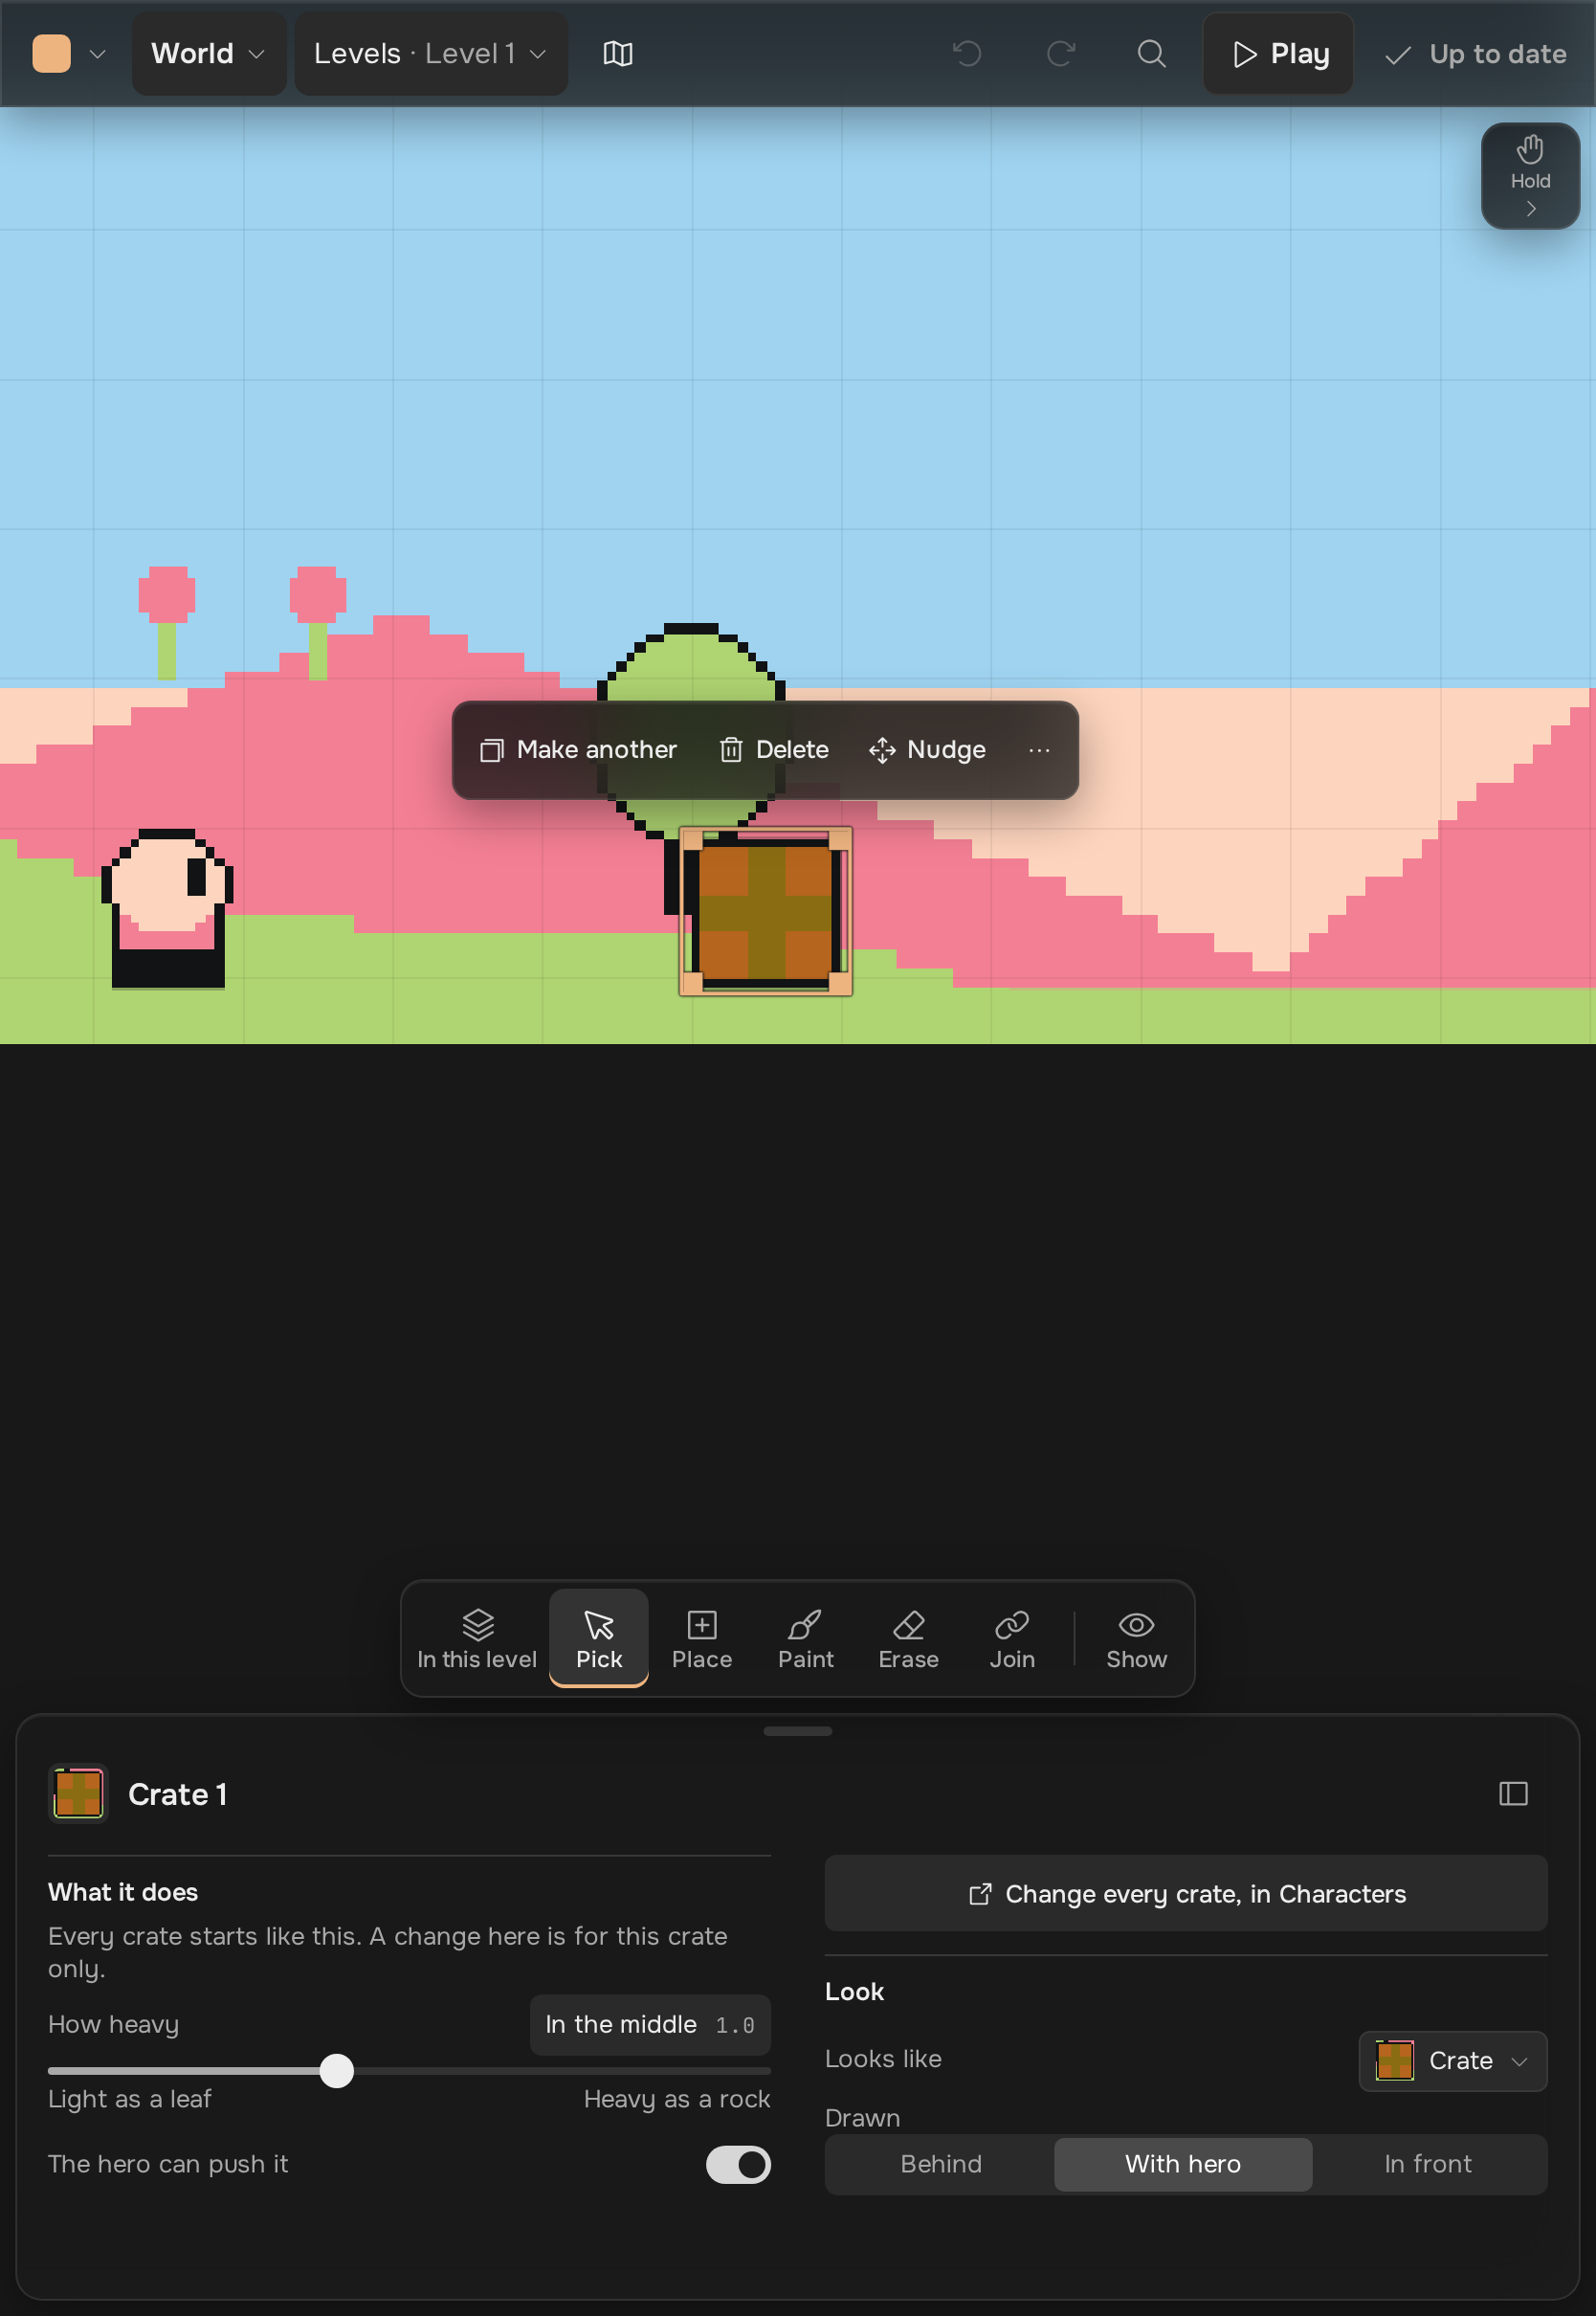 World
Levels · Level 1
Play
Up to date
Hold
Make another
Delete
Nudge
In this level
Pick
Place
Paint
Erase
Join
Show
Crate 1
What it does
Every crate starts like this. A change here is for this crate
only.
How heavy
In the middle 1.0
Light as a leaf
Heavy as a rock
The hero can push it
Change every crate, in Characters
Look
Looks like
Crate
Drawn
Behind
With hero
In front